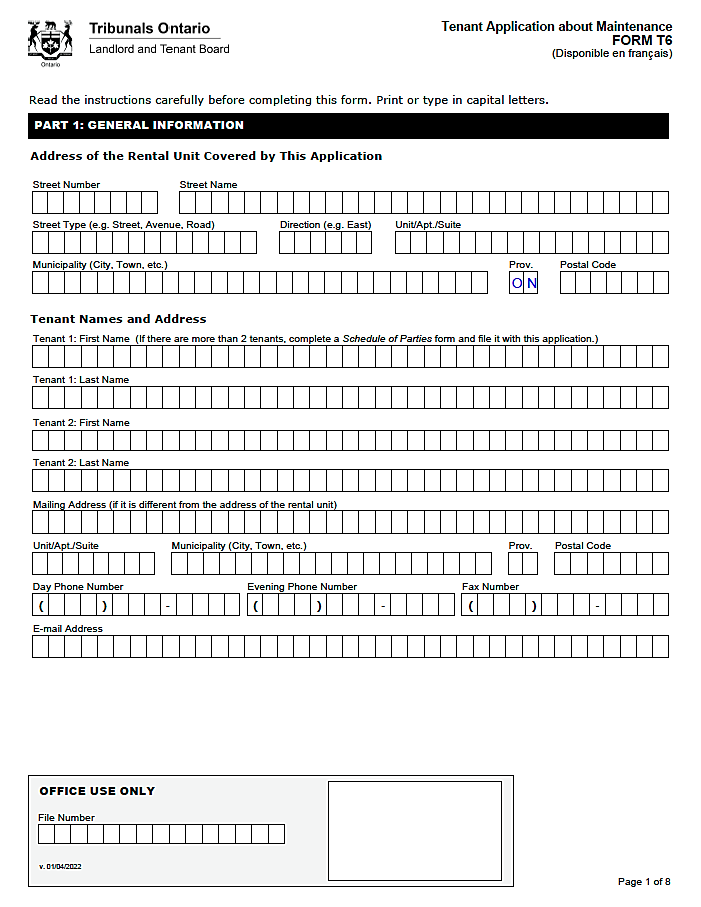 Tribunals Ontario
Landlord and Tenant Board
Ontario
Tenant Application about Maintenance
FORM T6
(Disponible en français)
Read the instructions carefully before completing this form. Print or type in capital letters.
PART 1: GENERAL INFORMATION
Address of the Rental Unit Covered by This Application
Street Number Street Name
Street Type (e.g. Street, Avenue, Road) Direction (e.g. East) Unit/Apt./Suite
Municipality (City, Town, etc.) Prov. Postal Code
ON
Tenant Names and Address
Tenant 1: First Name (If there are more than 2 tenants, complete a Schedule of Parties form and file it with this application.)
Tenant 1: Last Name
Tenant 2: First Name
Tenant 2: Last Name
Mailing Address (if it is different from the address of the rental unit)
Unit/Apt./Suite Municipality (City, Town, etc.) Prov. Postal Code
Day Phone Number Evening Phone Number Fax Number
( ) - ( ) - ( ) -
E-mail Address
OFFICE USE ONLY
File Number
v. 01/04/2022
Page 1 of 8